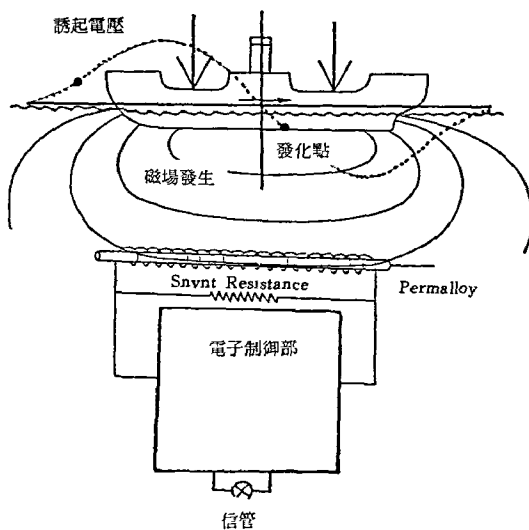 誘起電壓
發化點
磁場發生
Snvnt Resistance
Permalloy
電子制御部
信管